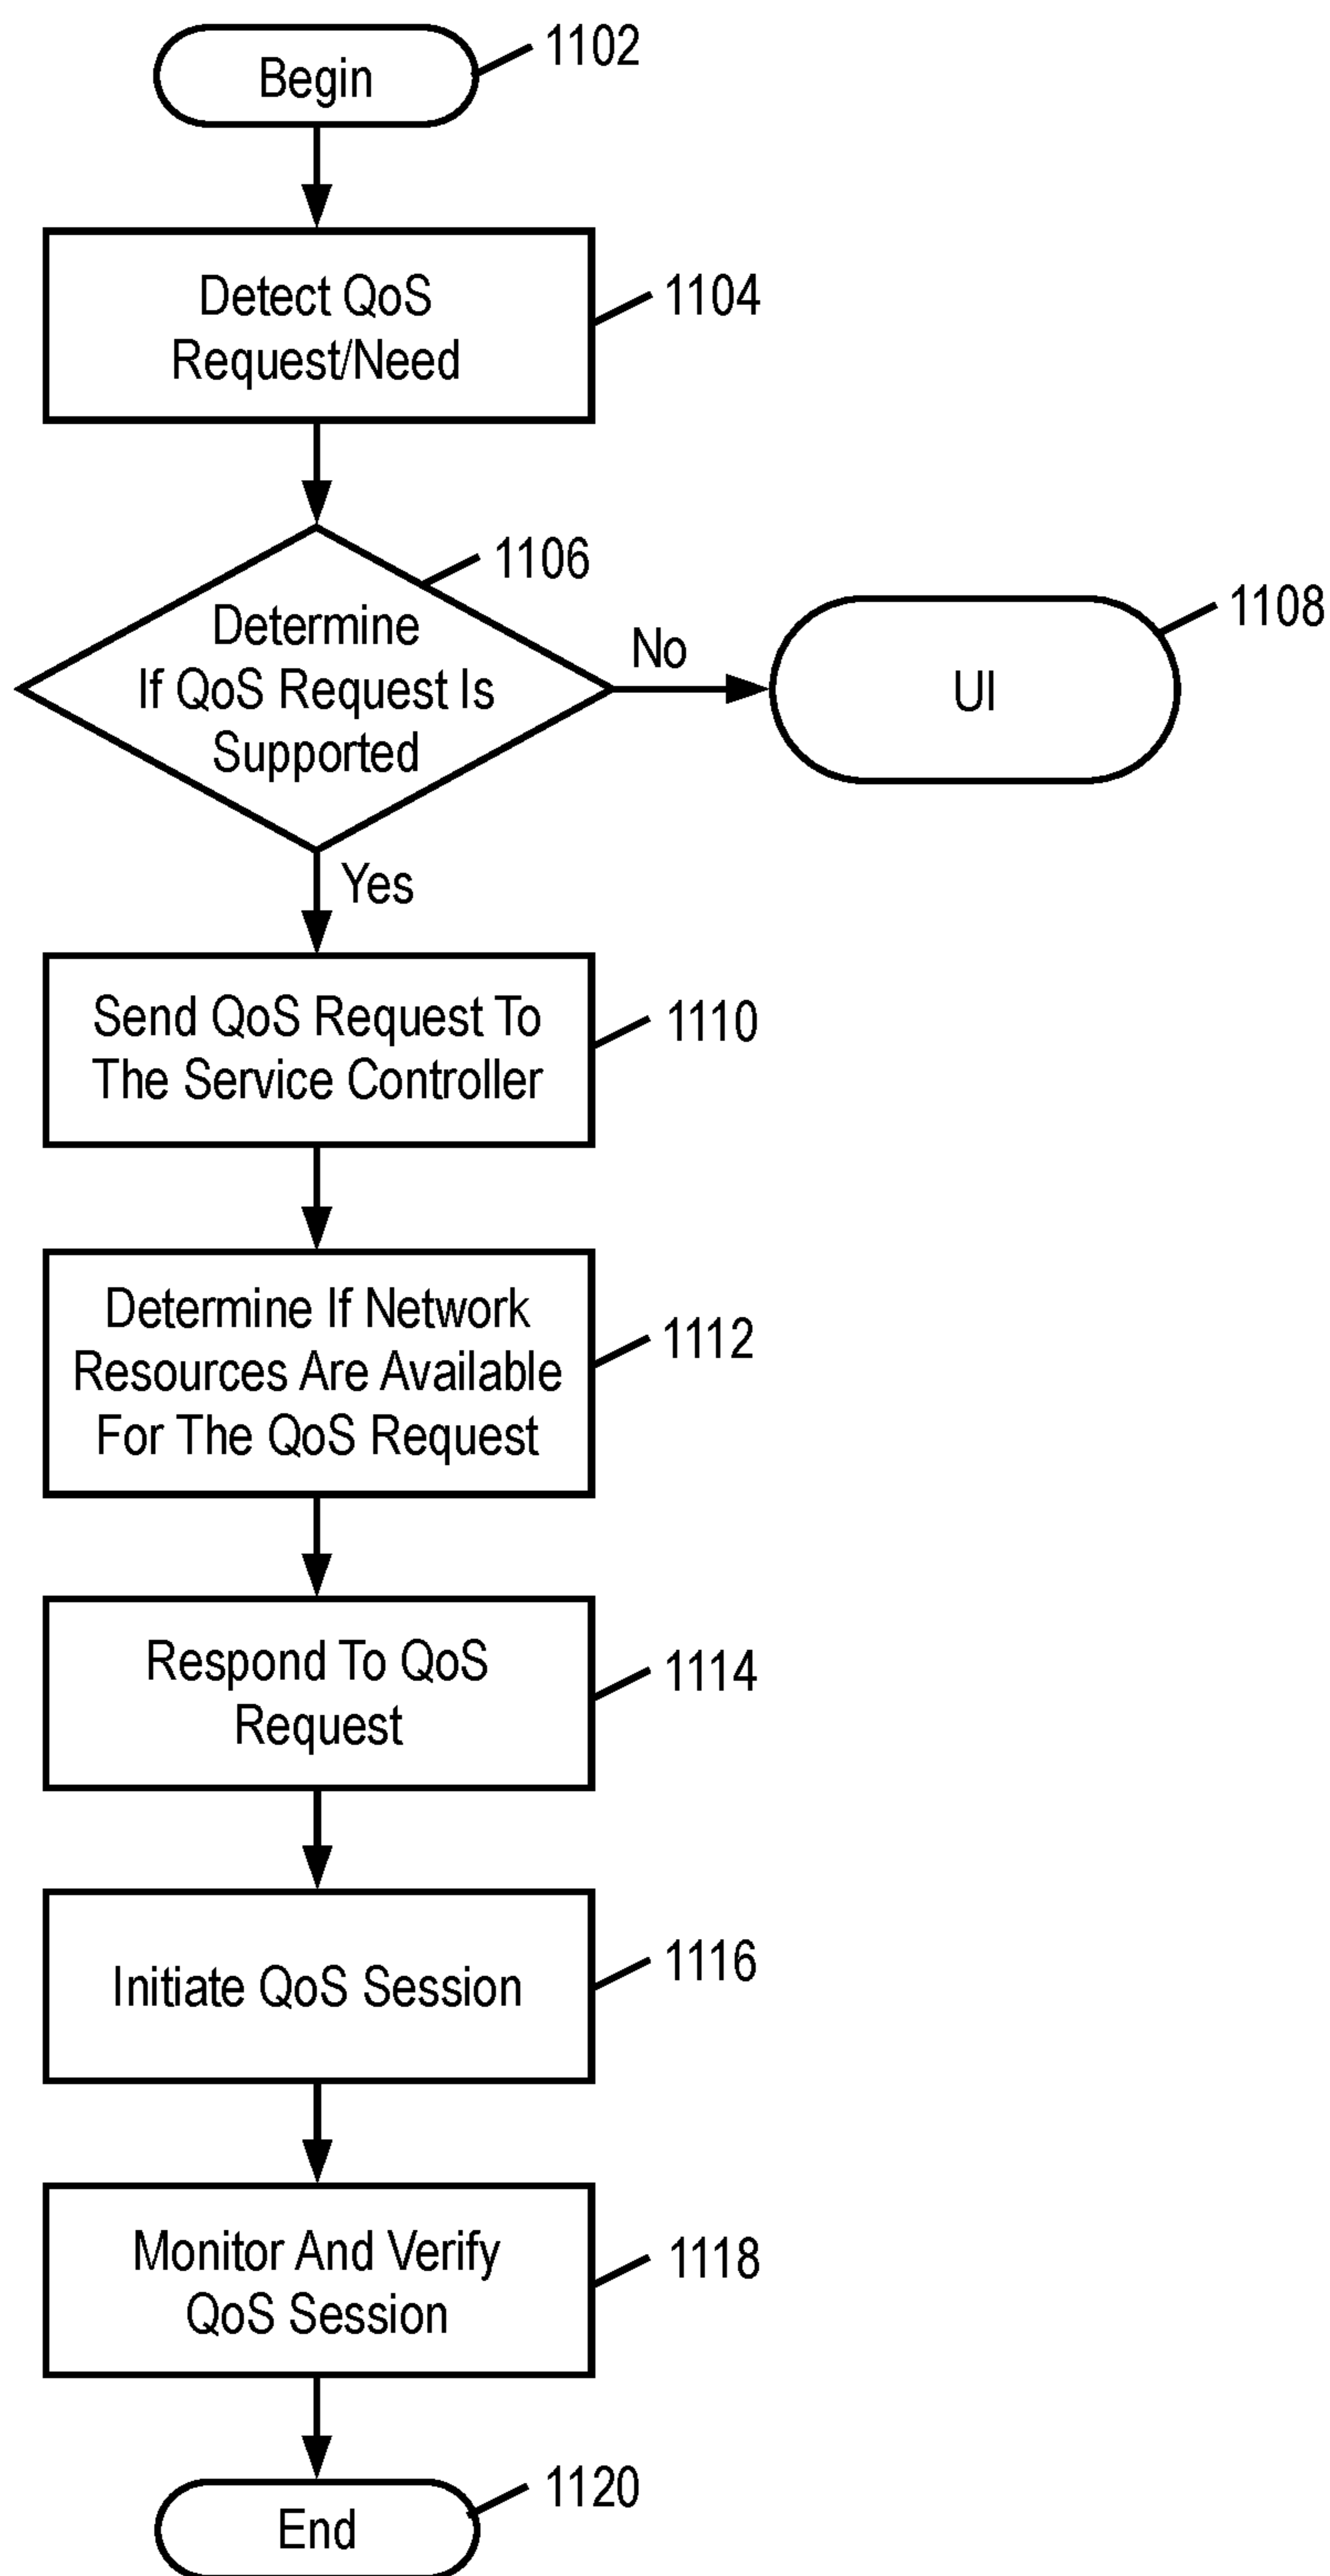 Begin
1102
Detect QoS
Request/Need
1104
1106
Determine
If QoS Request Is
Supported
No
UI
1108
Yes
Send QoS Request To
The Service Controller
1110
Determine If Network
Resources Are Available
For The QoS Request
1112
Respond To QoS
Request
1114
Initiate QoS Session
1116
Monitor And Verify
QoS Session
1118
End
1120